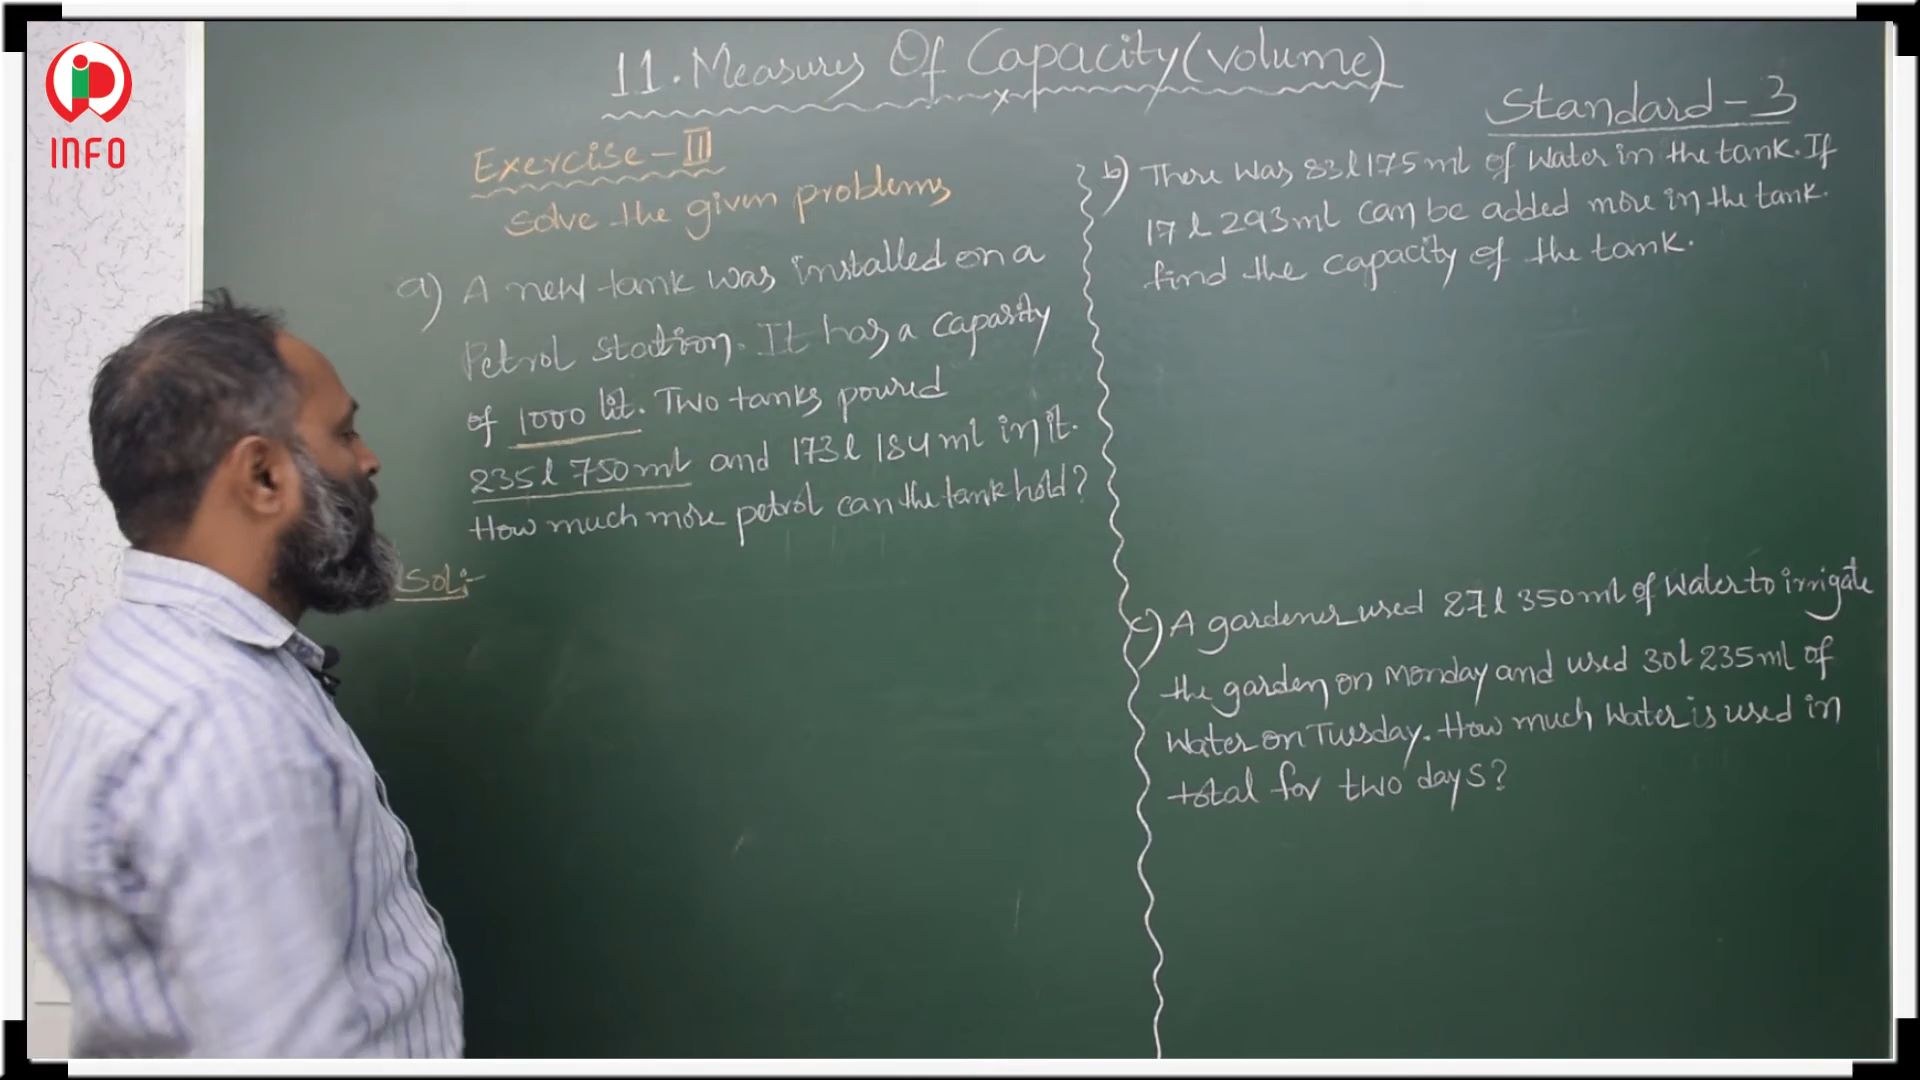 INFO
11. Measures Of Capacity (volume)
Standard - 3
Exercise - III
solve the given problems
a) A new tank was installed on a
Petrol station. It has a capasity
of 1000 lit. Two tanks poured
235 l 750 ml and 173 l 184 ml in it.
How much more petrol can the tank hold?
Sol:-
b) There was 83 l 175 ml of water in the tank. If
17 l 293 ml can be added more in the tank.
find the capacity of the tank.
c) A gardener used 27 l 350 ml of water to irrigate
the garden on Monday and used 30 l 235 ml of
water on Tuesday. How much water is used in
total for two days?